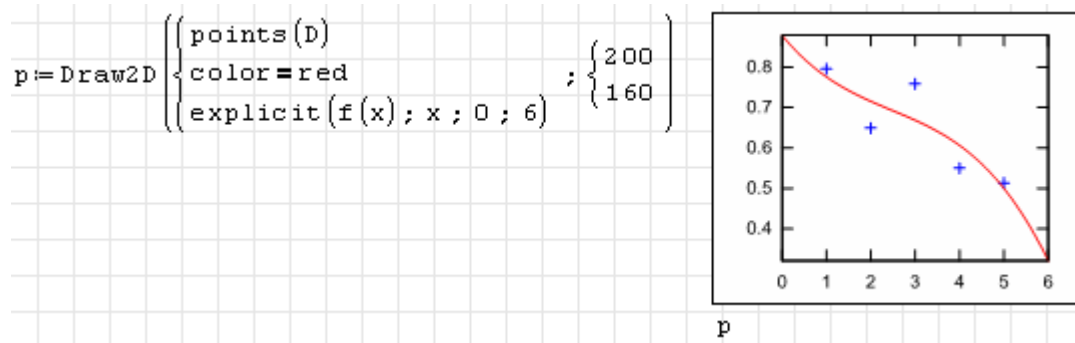 points(D)
p≔Draw2D color=red ; 200
160
explicit(f(x); x; 0; 6)
0.8
0.7
0.6
0.5
0.4
0 1 2 3 4 5 6
p